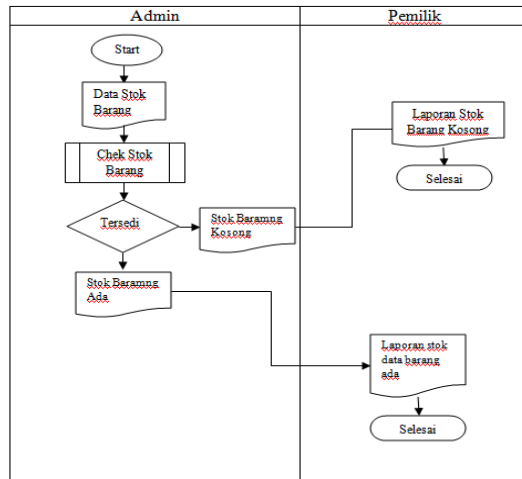 Admin
Pemilik
Start
Data Stok
Barang
Chek Stok
Barang
Tersedi
Stok Baramng
Kosong
Stok Baramng
Ada
Laporan Stok
Barang Kosong
Selesai
Laporan stok
data barang
ada
Selesai